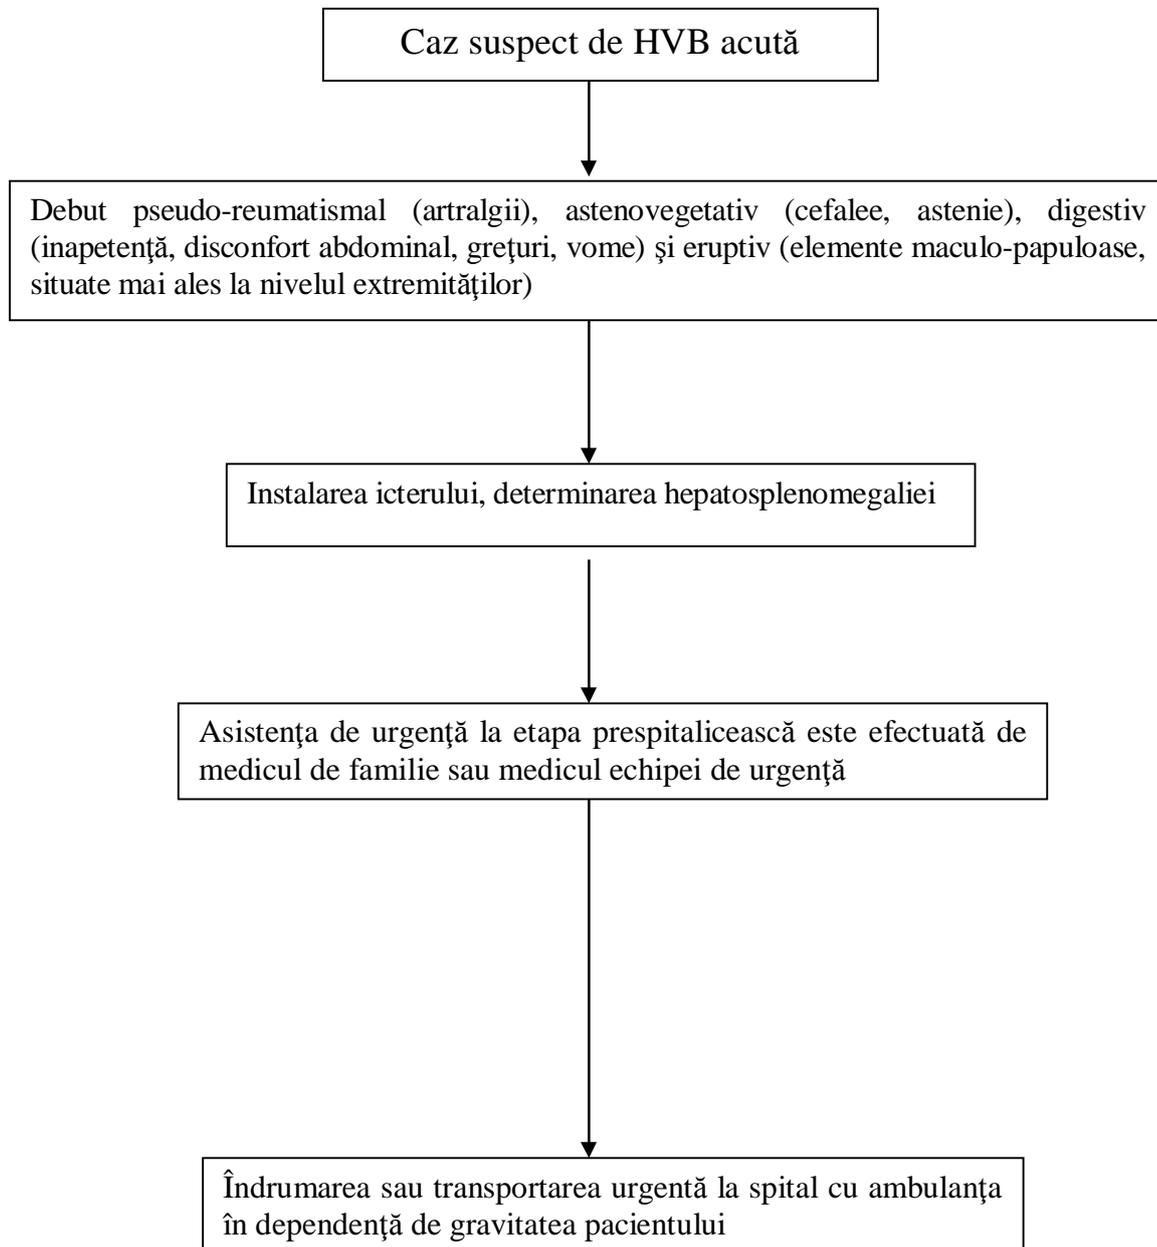 Caz suspect de HVB acută
Debut pseudo-reumatismal (artralgii), astenovegetativ (cefalee, astenie), digestiv
(inapetenţă, disconfort abdominal, greţuri, vome) şi eruptiv (elemente maculo-papuloase,
situate mai ales la nivelul extremităţilor)
Instalarea icterului, determinarea hepatosplenomegaliei
Asistenţa de urgenţă la etapa prespitalicească este efectuată de
medicul de familie sau medicul echipei de urgenţă
Îndrumarea sau transportarea urgentă la spital cu ambulanţa
în dependenţă de gravitatea pacientului